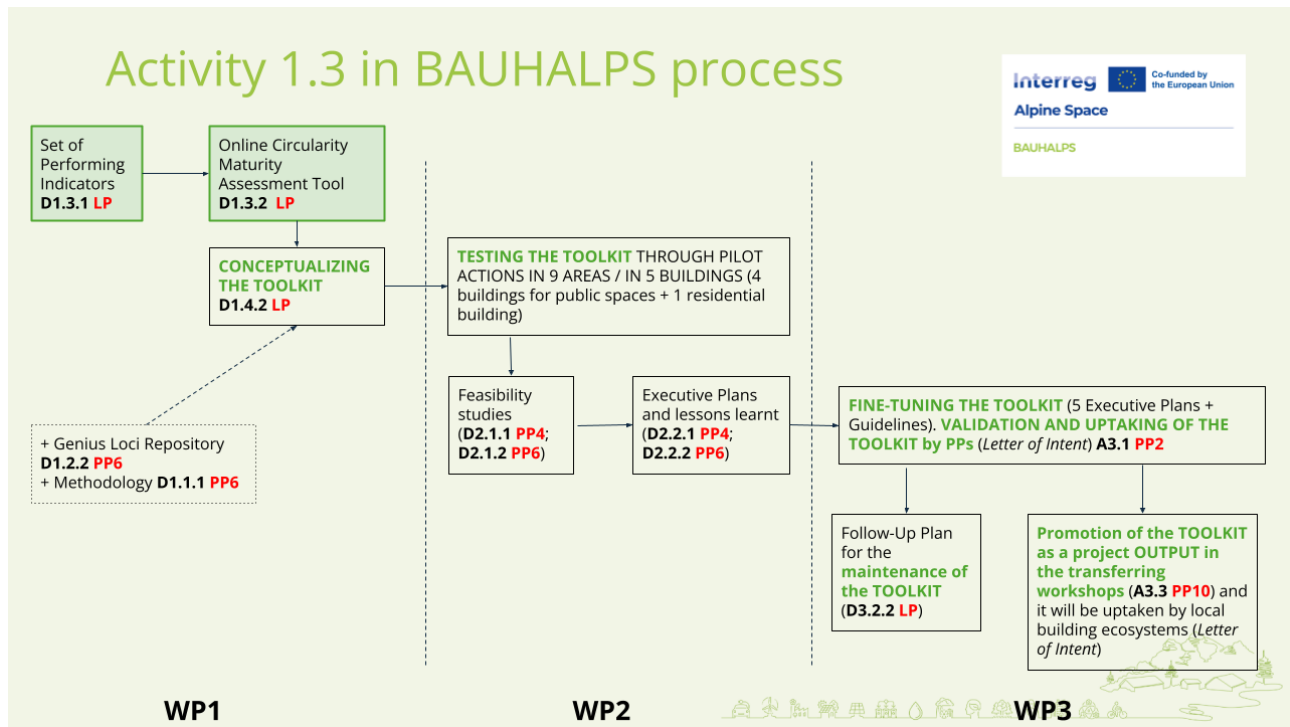 Activity 1.3 in BAUHALPS process
Interreg
Co-funded by
the European Union
Alpine Space
BAUHALPS
Set of
Performing
Indicators
D1.3.1 LP
Online Circularity
Maturity
Assessment Tool
D1.3.2 LP
CONCEPTUALIZING
THE TOOLKIT
D1.4.2 LP
+ Genius Loci Repository
D1.2.2 PP6
+ Methodology D1.1.1 PP6
TESTING THE TOOLKIT THROUGH PILOT
ACTIONS IN 9 AREAS / IN 5 BUILDINGS (4
buildings for public spaces + 1 residential
building)
Feasibility
studies
(D2.1.1 PP4;
D2.1.2 PP6)
Executive Plans
and lessons learnt
(D2.2.1 PP4;
D2.2.2 PP6)
FINE-TUNING THE TOOLKIT (5 Executive Plans +
Guidelines). VALIDATION AND UPTAKING OF THE
TOOLKIT by PPs (Letter of Intent) A3.1 PP2
Follow-Up Plan
for the
maintenance of
the TOOLKIT
(D3.2.2 LP)
Promotion of the TOOLKIT
as a project OUTPUT in
the transferring
workshops (A3.3 PP10) and
it will be uptaken by local
building ecosystems (Letter
of Intent)
WP1
WP2
WP3